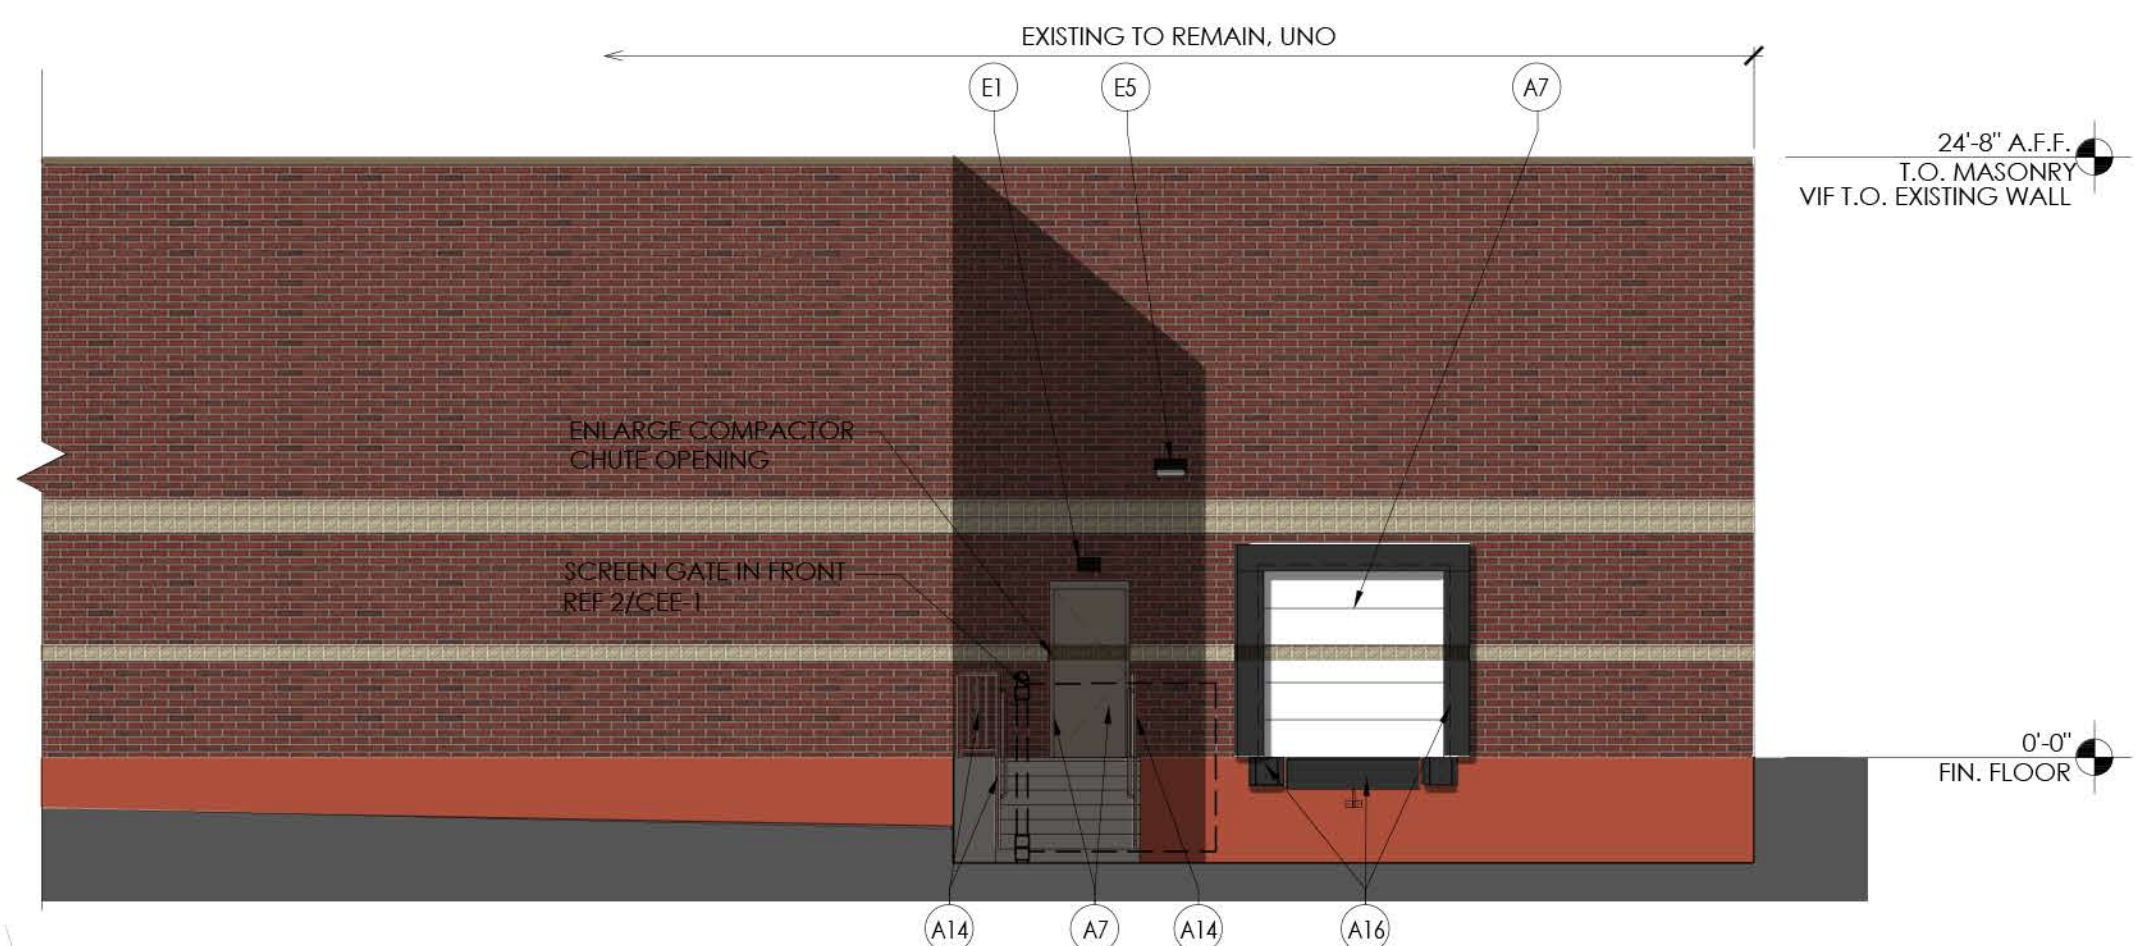 EXISTING TO REMAIN, UNO
E1
E5
A7
24'-8" A.F.F.
T.O. MASONRY
VIF T.O. EXISTING WALL
ENLARGE COMPACTOR
CHUTE OPENING
SCREEN GATE IN FRONT
REF 2/CEE-1
0'-0"
FIN. FLOOR
A14
A7
A14
A16